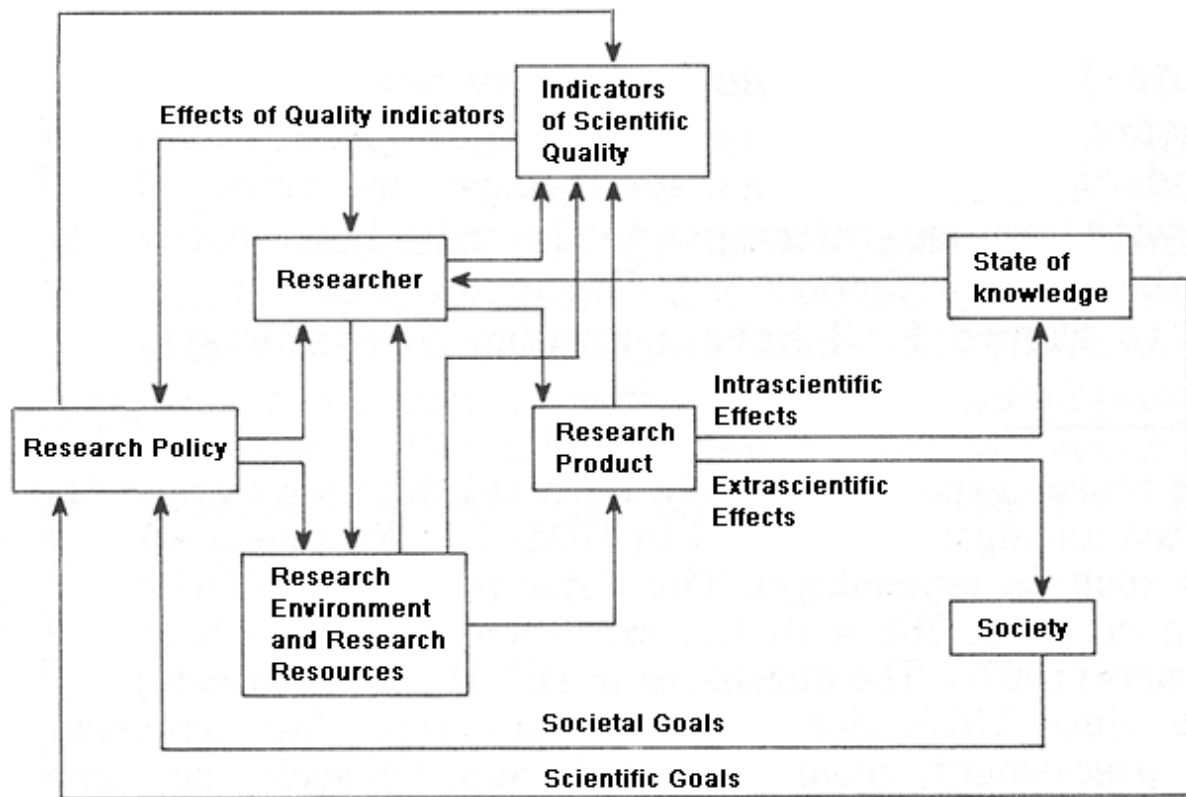 Indicators
of Scientific
Quality
Effects of Quality indicators
Researcher
State of
knowledge
Intrascientific
Effects
Research Policy
Research
Product
Extrascientific
Effects
Research
Environment
and Research
Resources
Society
Societal Goals
Scientific Goals